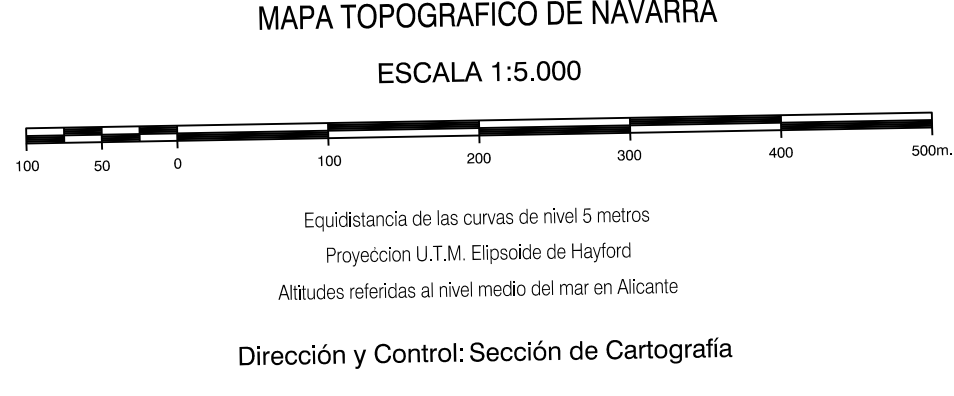 MAPA TOPOGRAFICO DE NAVARRA
ESCALA 1:5.000
100 50 0 100 200 300 400 500m.
Equidistancia de las curvas de nivel 5 metros
Proyeccion U.T.M. Elipsoide de Hayford
Altitudes referidas al nivel medio del mar en Alicante
Dirección y Control: Sección de Cartografía